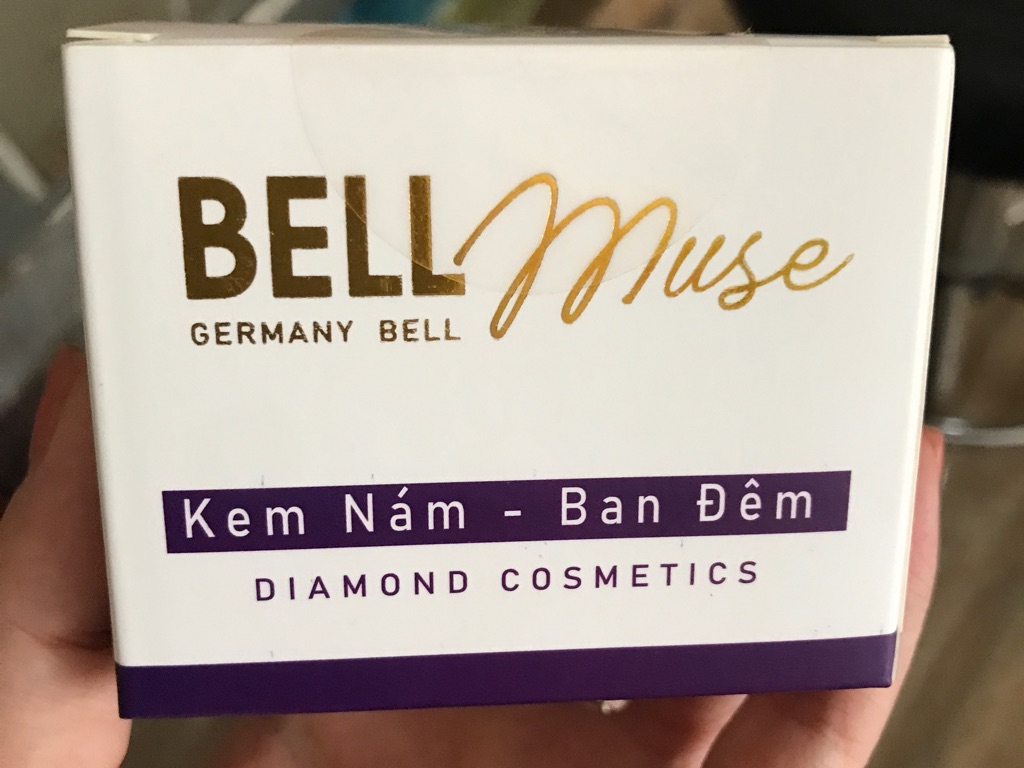 BELL Muse
GERMANY BELL
Kem Nám - Ban Đêm
DIAMOND COSMETICS